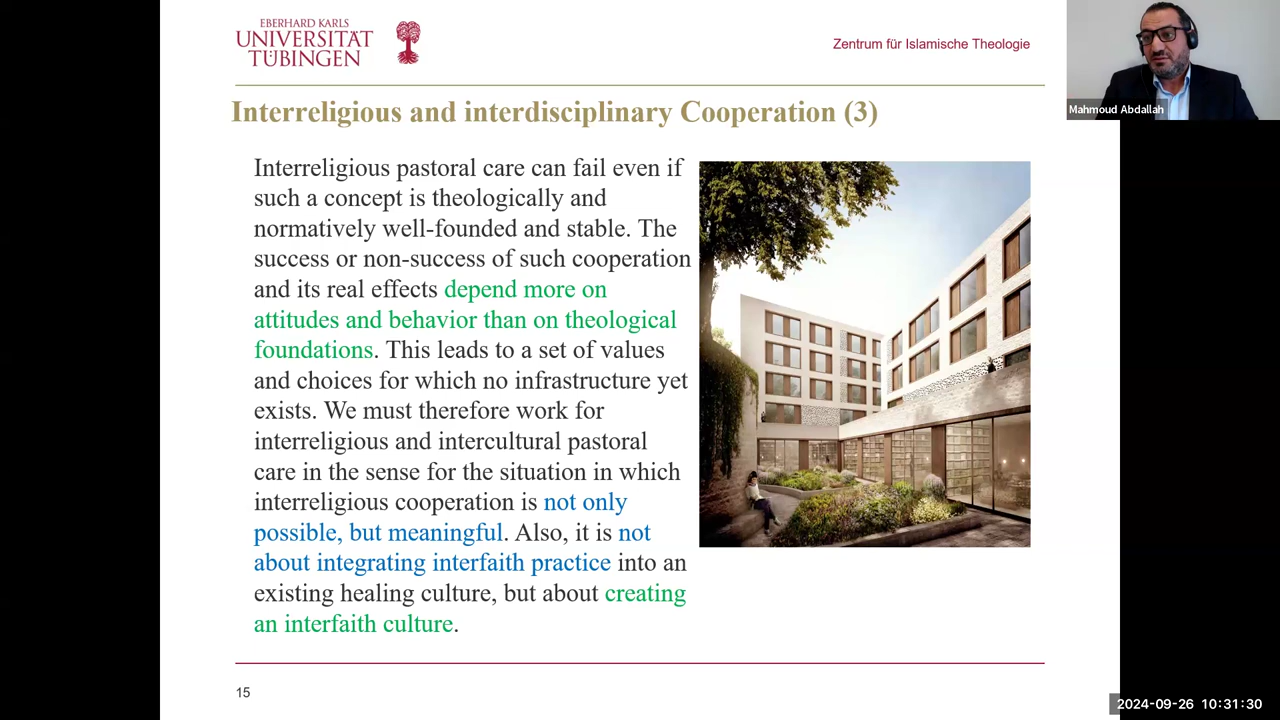 EBERHARD KARLS
UNIVERSITÄT
TÜBINGEN
Zentrum für Islamische Theologie
Mahmoud Abdallah
Interreligious and interdisciplinary Cooperation (3)
Interreligious pastoral care can fail even if
such a concept is theologically and
normatively well-founded and stable. The
success or non-success of such cooperation
and its real effects depend more on
attitudes and behavior than on theological
foundations. This leads to a set of values
and choices for which no infrastructure yet
exists. We must therefore work for
interreligious and intercultural pastoral
care in the sense for the situation in which
interreligious cooperation is not only
possible, but meaningful. Also, it is not
about integrating interfaith practice into an
existing healing culture, but about creating
an interfaith culture.
15
2024-09-26 10:31:30